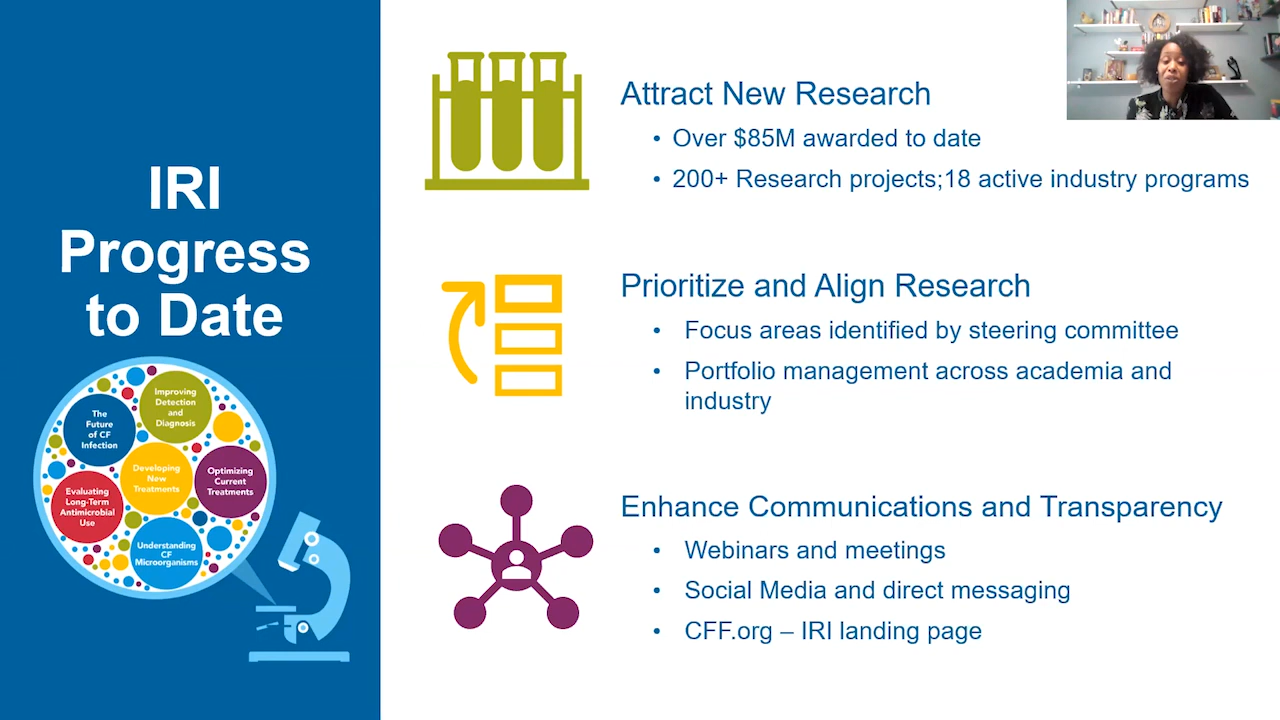 IRI
Progress
to Date
The
Future
of CF
Infection
Improving
Detection
and
Diagnosis
Developing
New
Treatments
Optimizing
Current
Treatments
Evaluating
Long-Term
Antimicrobial
Use
Understanding
CF
Microorganisms
Attract New Research
• Over $85M awarded to date
• 200+ Research projects;18 active industry programs
Prioritize and Align Research
• Focus areas identified by steering committee
• Portfolio management across academia and
industry
Enhance Communications and Transparency
• Webinars and meetings
• Social Media and direct messaging
• CFF.org – IRI landing page